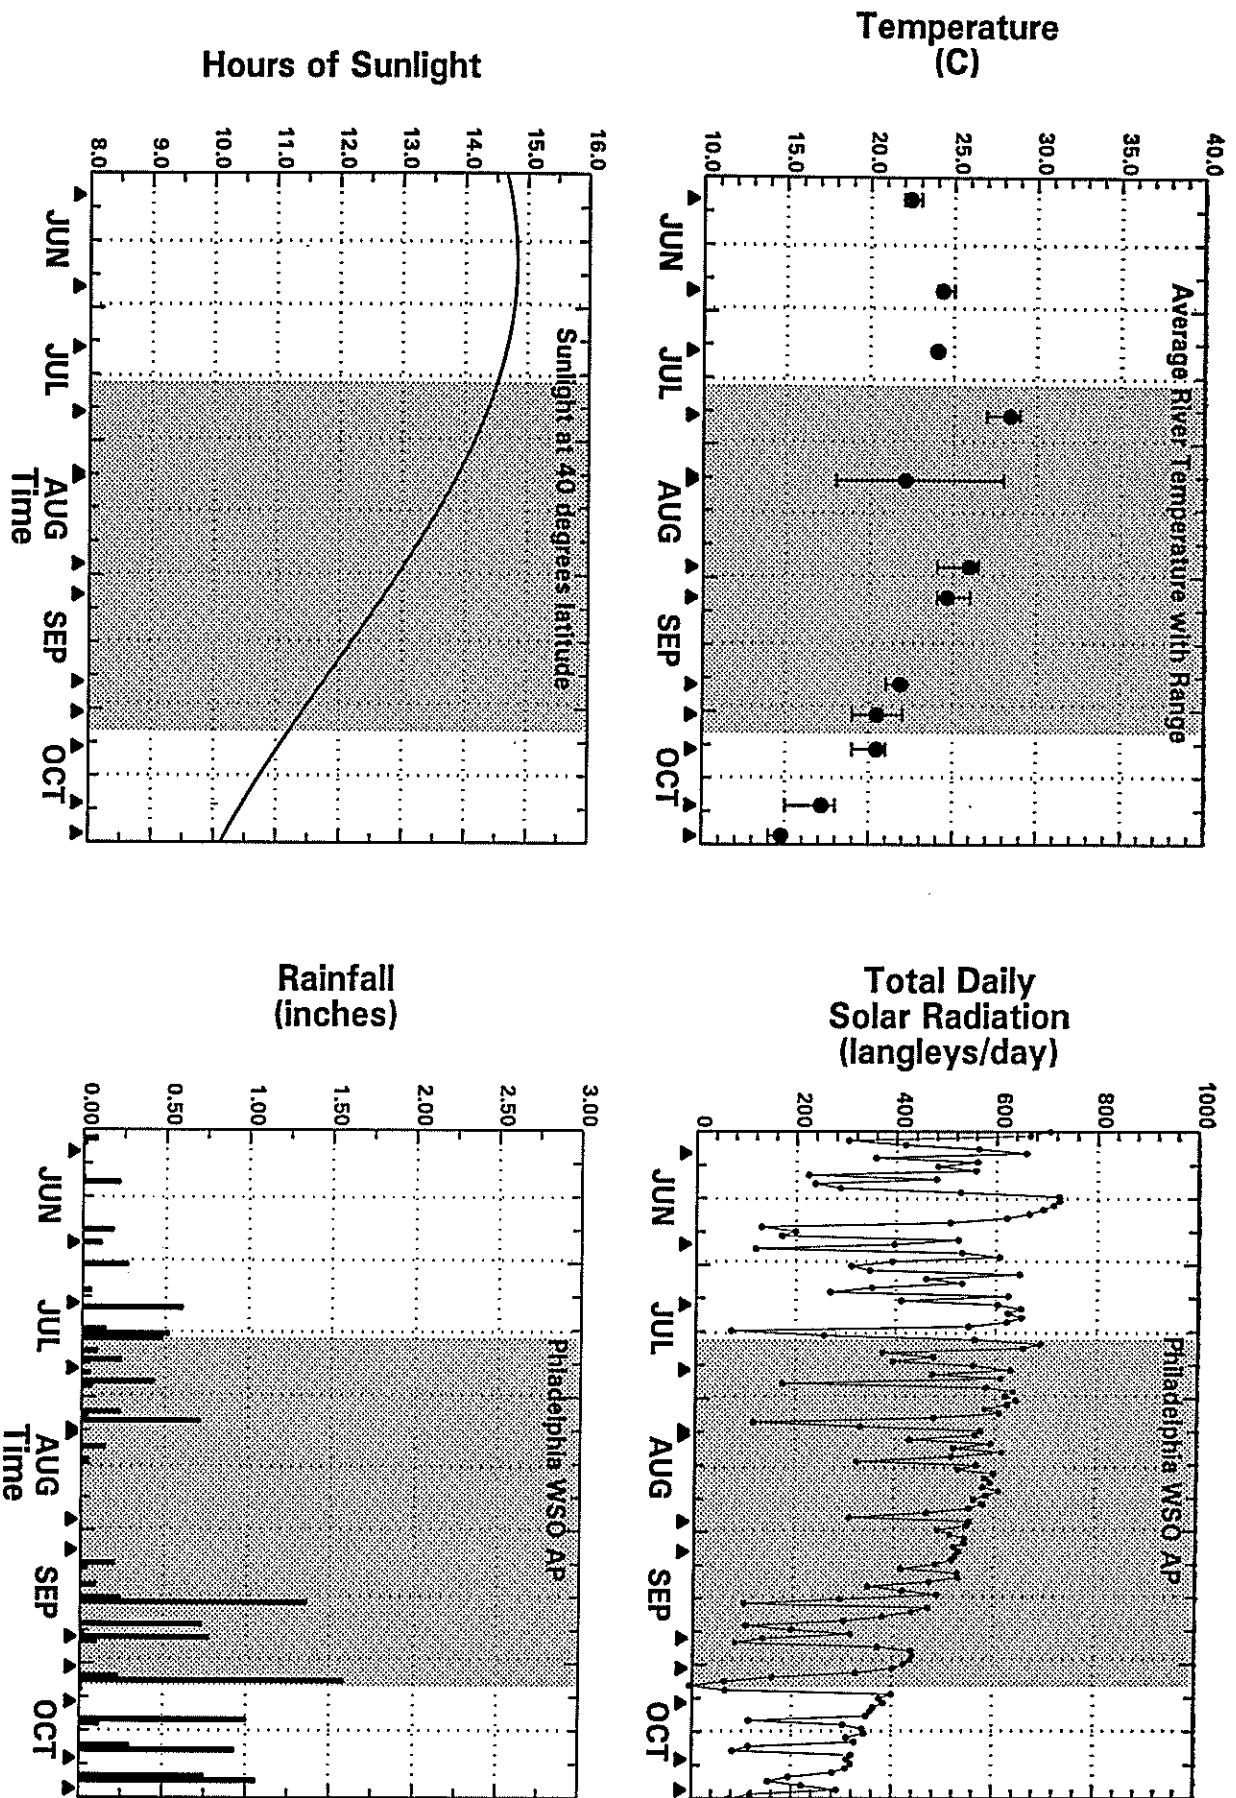 Temperature
(C)
40.0
35.0
30.0
25.0
20.0
15.0
10.0
Average River Temperature with Range
JUN
JUL
AUG
SEP
OCT
Hours of Sunlight
16.0
15.0
14.0
13.0
12.0
11.0
10.0
9.0
8.0
Sunlight at 40 degrees latitude
JUN
JUL
AUG
SEP
OCT
Time
Total Daily
Solar Radiation
(langleys/day)
1000
800
600
400
200
0
Philadelphia WSO AP
JUN
JUL
AUG
SEP
OCT
Rainfall
(inches)
3.00
2.50
2.00
1.50
1.00
0.50
0.00
Phladelphia WSO AP
JUN
JUL
AUG
SEP
OCT
Time